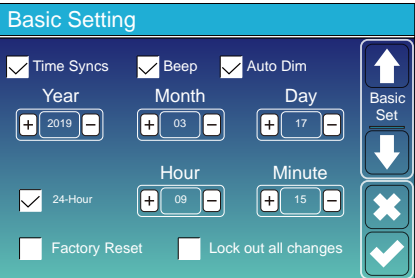 Basic Setting
Time Syncs Beep Auto Dim
Year Month Day
+ 2019 − + 03 − + 17 −
Basic
Set
Hour Minute
24-Hour + 09 − + 15 −
Factory Reset Lock out all changes